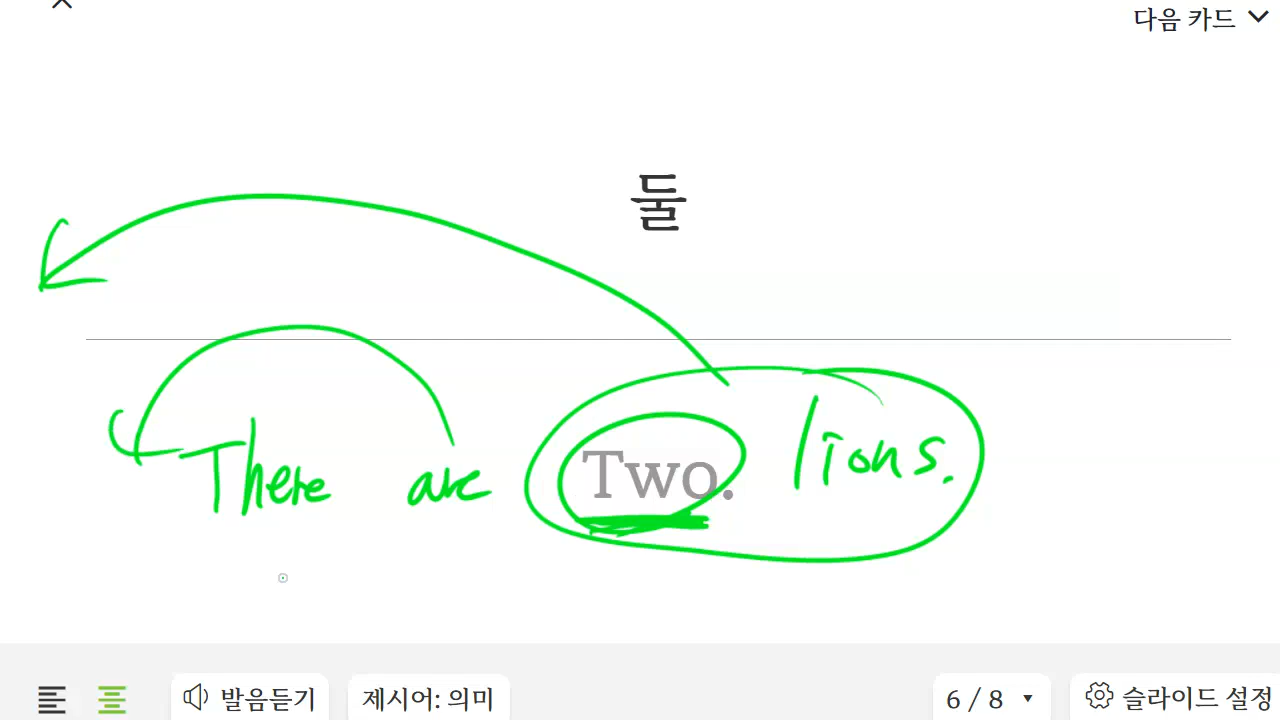 다음 카드
둘
There are Two. lions.
발음듣기 제시어: 의미 6 / 8 슬라이드 설정